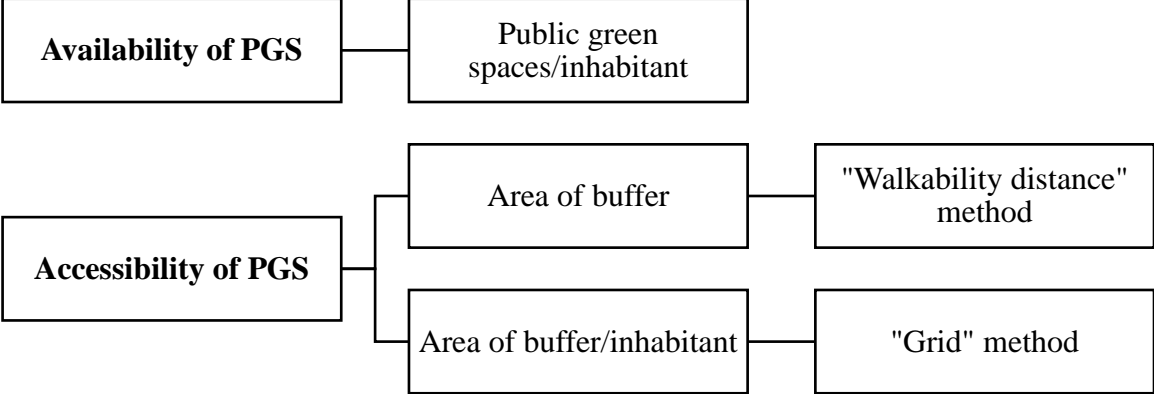 Availability of PGS
Public green
spaces/inhabitant
Accessibility of PGS
Area of buffer
"Walkability distance"
method
Area of buffer/inhabitant
"Grid" method